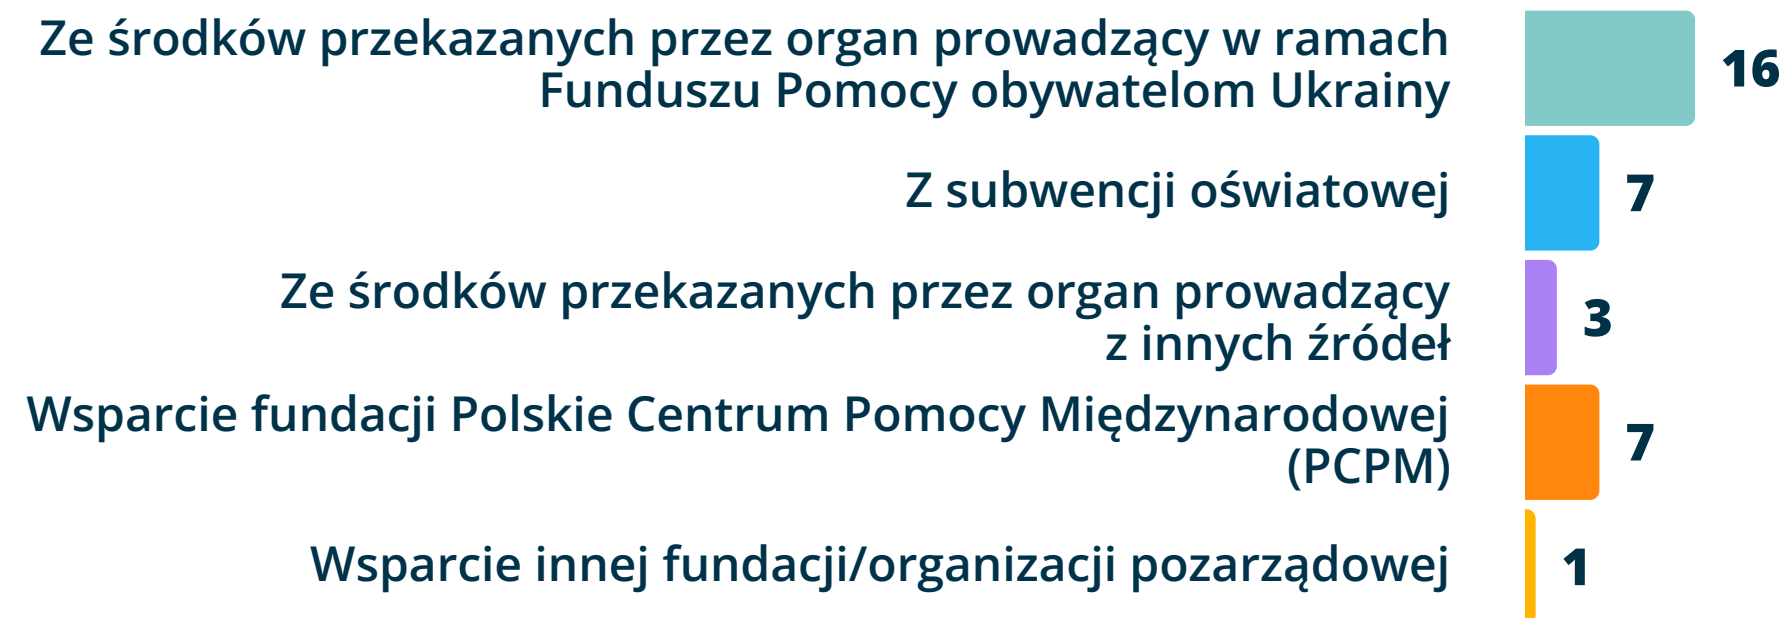 Ze środków przekazanych przez organ prowadzący w ramach
Funduszu Pomocy obywatelom Ukrainy
16
Z subwencji oświatowej
7
Ze środków przekazanych przez organ prowadzący
z innych źródeł
3
Wsparcie fundacji Polskie Centrum Pomocy Międzynarodowej
(PCPM)
7
Wsparcie innej fundacji/organizacji pozarządowej
1